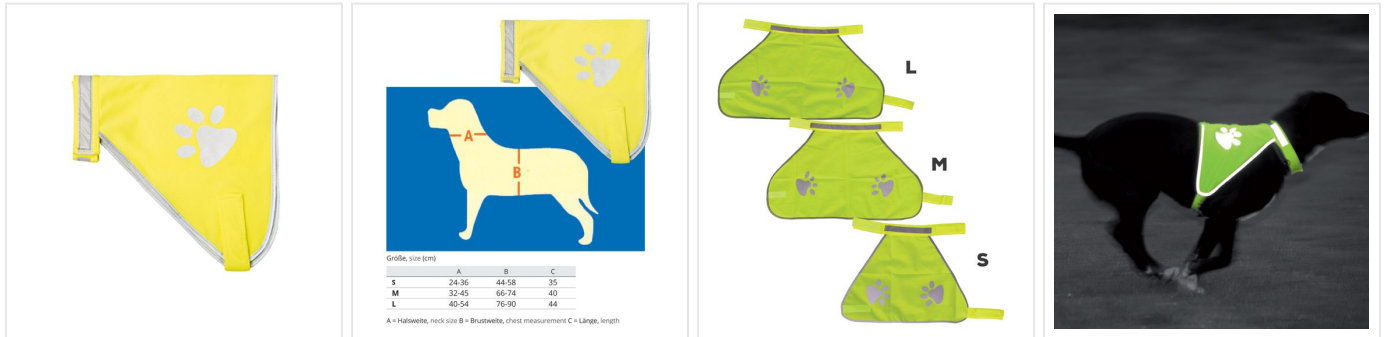 A
B
Größe, size (cm)
A B C
S 24-36 44-58 35
M 32-45 66-74 40
L 40-54 76-90 44
A = Halsweite, neck size B = Brustweite, chest measurement C = Länge, length
L
M
S